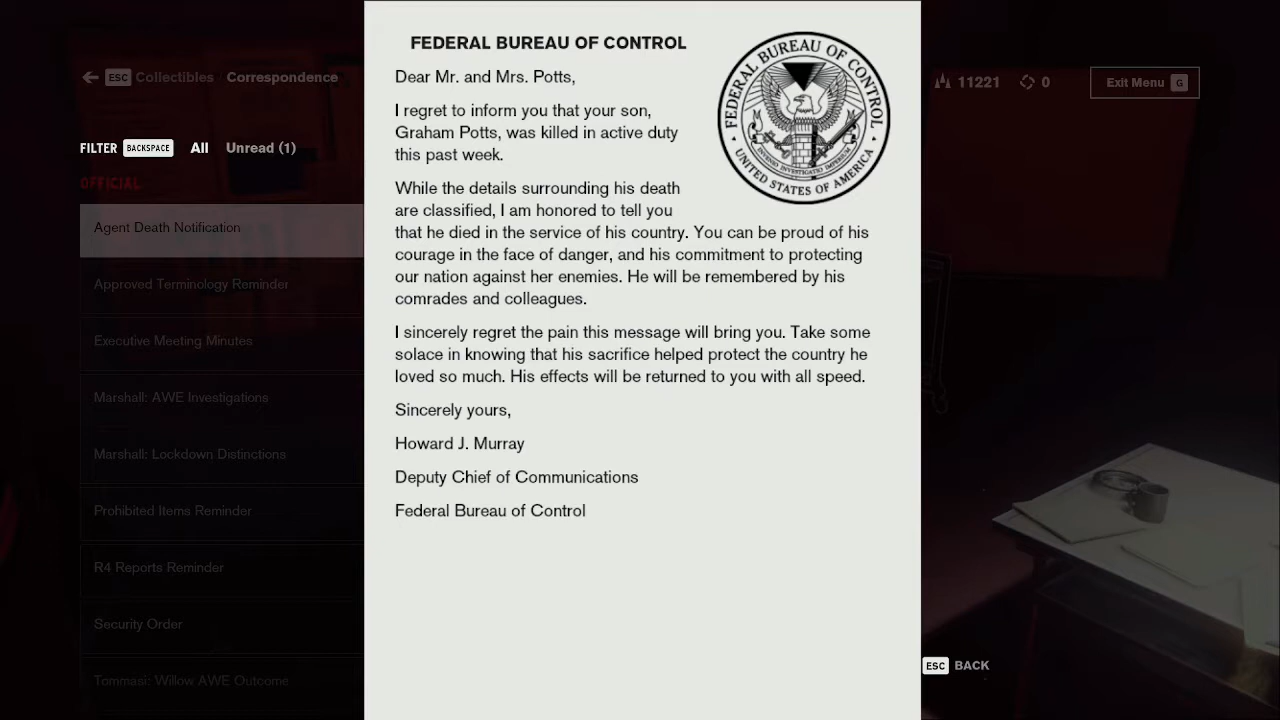 FEDERAL BUREAU OF CONTROL
Dear Mr. and Mrs. Potts,
I regret to inform you that your son,
Graham Potts, was killed in active duty
this past week.
While the details surrounding his death
are classified, I am honored to tell you
that he died in the service of his country. You can be proud of his
courage in the face of danger, and his commitment to protecting
our nation against her enemies. He will be remembered by his
comrades and colleagues.
I sincerely regret the pain this message will bring you. Take some
solace in knowing that his sacrifice helped protect the country he
loved so much. His effects will be returned to you with all speed.
Sincerely yours,
Howard J. Murray
Deputy Chief of Communications
Federal Bureau of Control
FEDERAL BUREAU OF CONTROL
INVENIO INVESTIGATIO IMPERIUM
UNITED STATES OF AMERICA
ESC Collectibles Correspondence
FILTER BACKSPACE All Unread (1)
OFFICIAL
Agent Death Notification
Approved Terminology Reminder
Executive Meeting Minutes
Marshall: AWE Investigations
Marshall: Lockdown Distinctions
Prohibited Items Reminder
R4 Reports Reminder
Security Order
Tommasi: Willow AWE Outcome
11221 0 Exit Menu G
ESC BACK